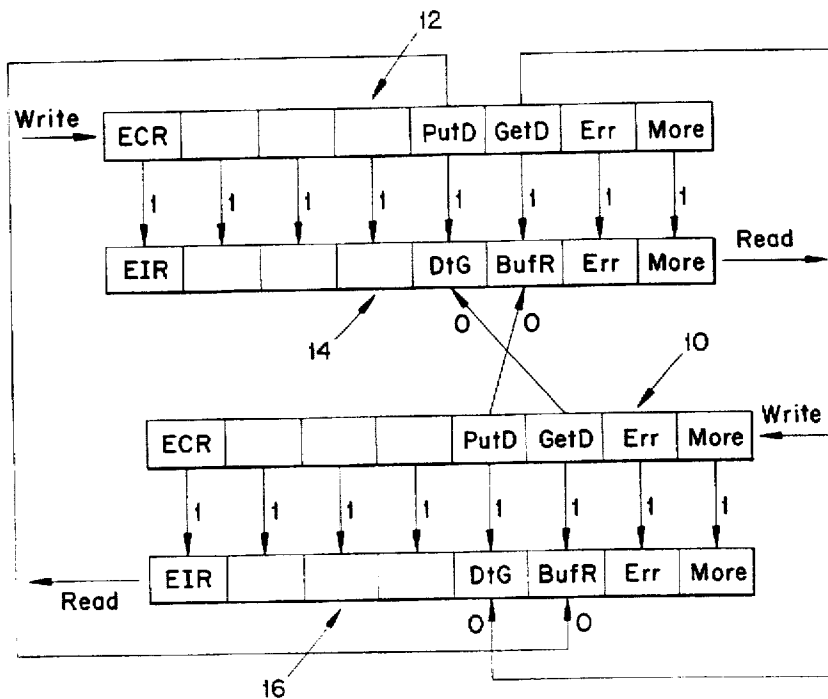 12
Write
ECR PutD GetD Err More
1 1 1 1 1 1 1 1
Read
EIR DtG BufR Err More
0 0
14
10
Write
ECR PutD GetD Err More
1 1 1 1 1 1 1 1
EIR DtG BufR Err More
Read
0 0
16